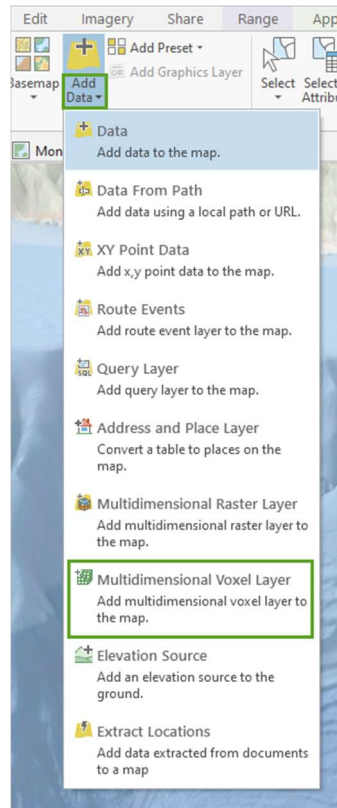 Edit Imagery Share Range App
Add Preset
Add Graphics Layer
Basemap
Add
Data
Select
Select
Attrib
Mon
Data
Add data to the map.
Data From Path
Add data using a local path or URL.
XY Point Data
Add x,y point data to the map.
Route Events
Add route event layer to the map.
SQL
Query Layer
Add query layer to the map.
Address and Place Layer
Convert a table to places on the
map.
Multidimensional Raster Layer
Add multidimensional raster layer to
the map.
Multidimensional Voxel Layer
Add multidimensional voxel layer to
the map.
Elevation Source
Add an elevation source to the
ground.
Extract Locations
Add data extracted from documents
to a map